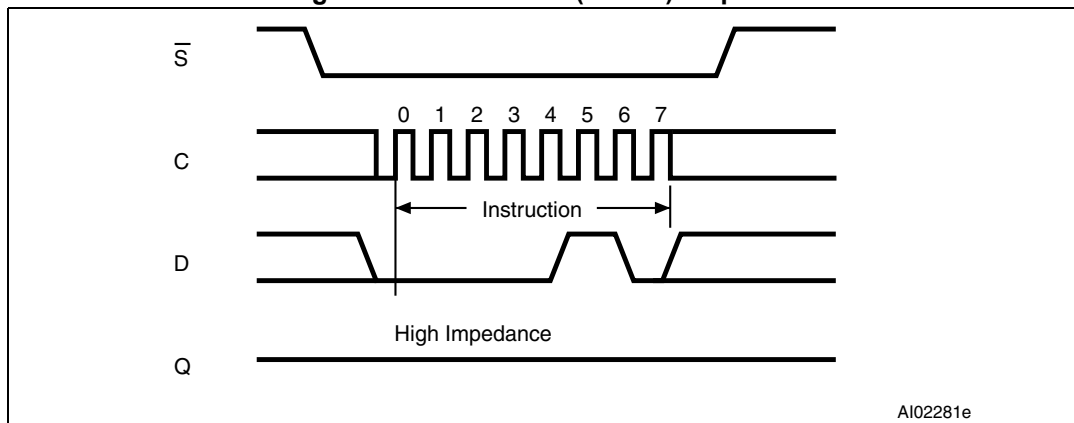 S̅
0 1 2 3 4 5 6 7
C
Instruction
D
High Impedance
Q
AI02281e